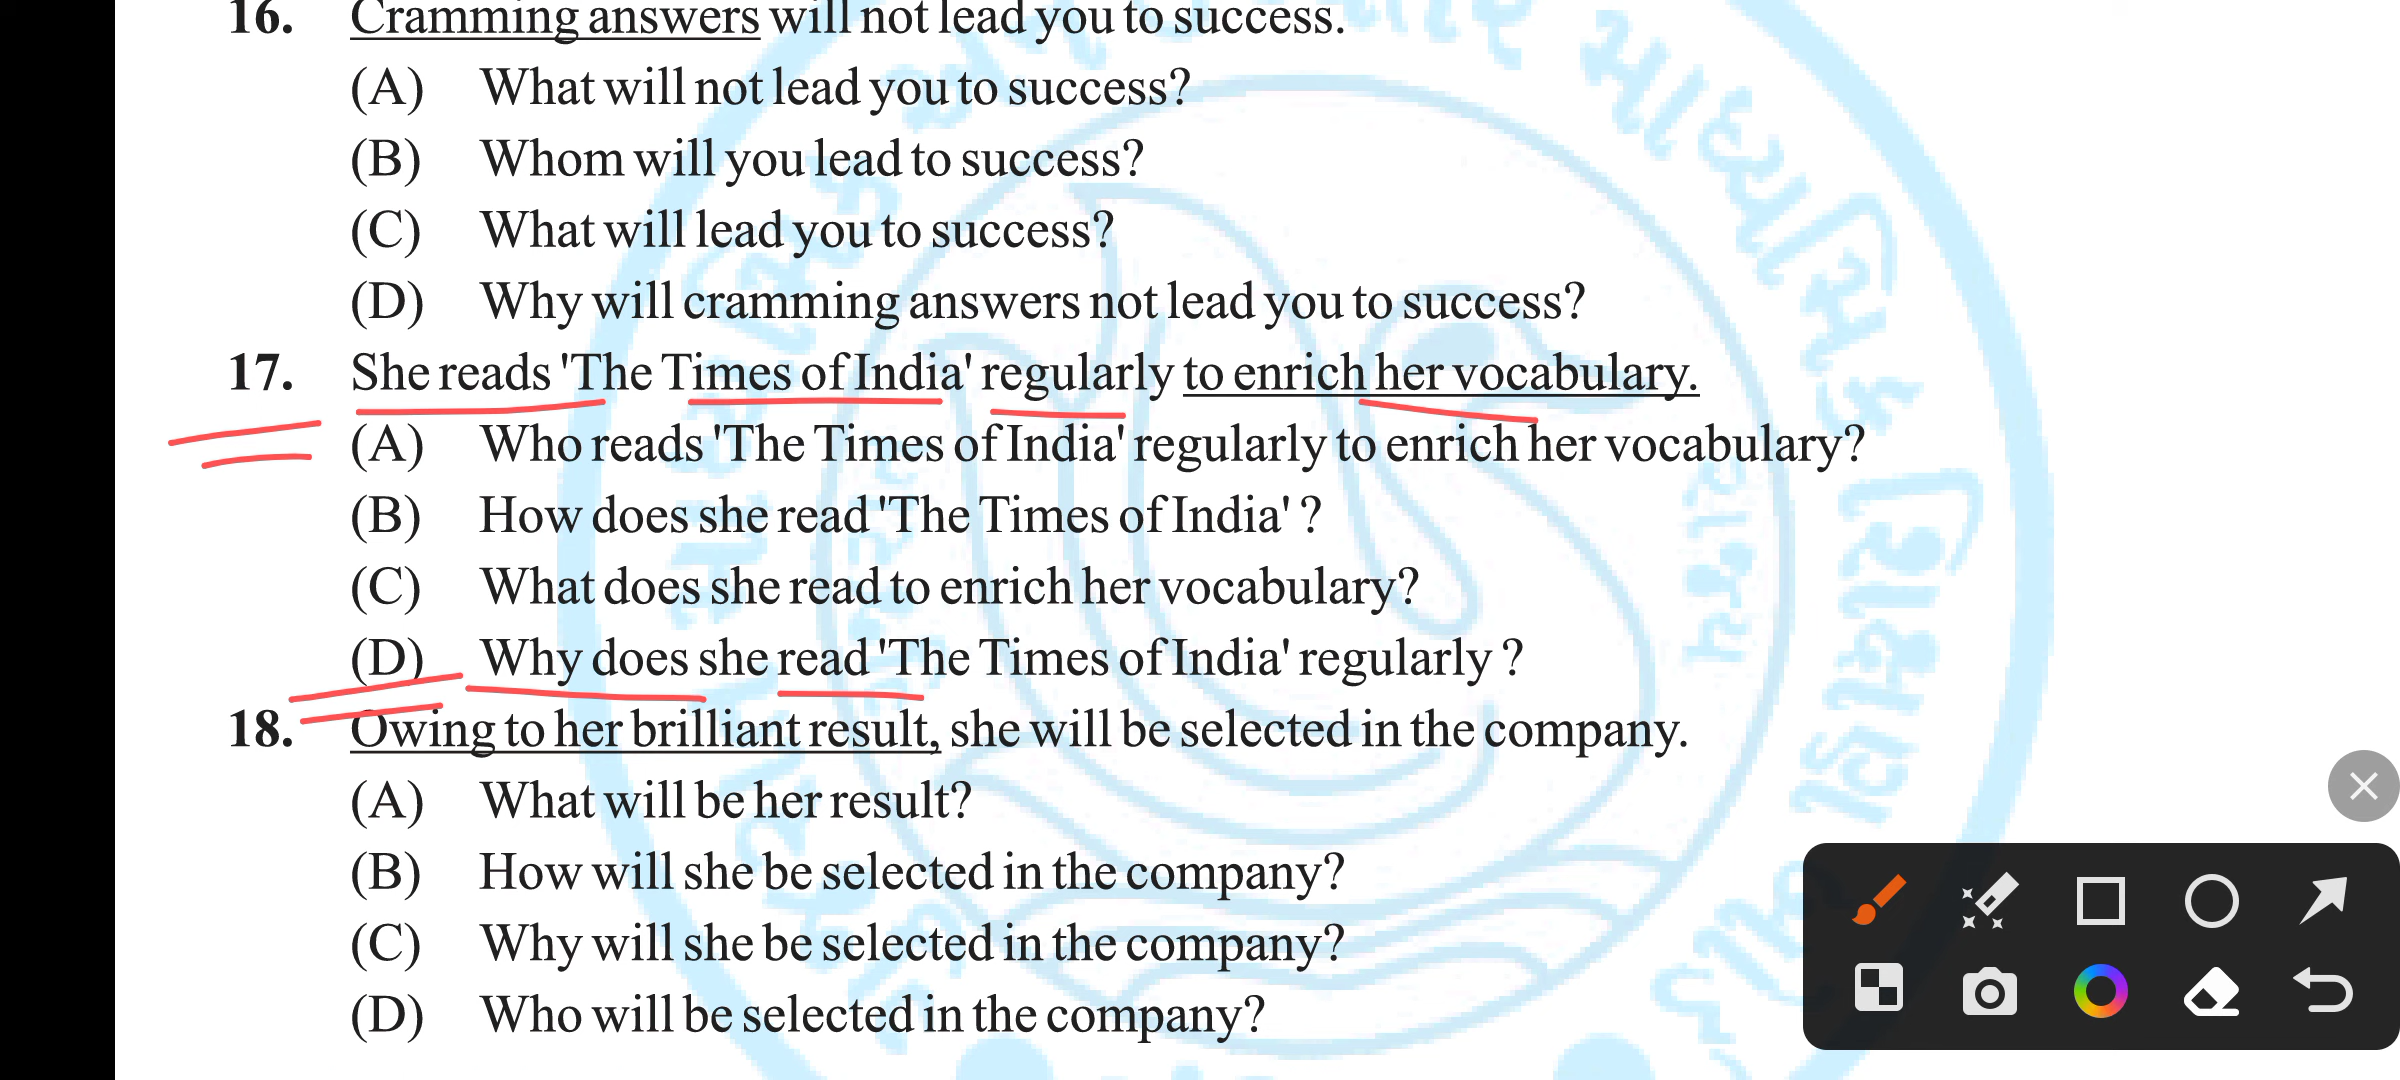 16. Cramming answers will not lead you to success.
(A) What will not lead you to success?
(B) Whom will you lead to success?
(C) What will lead you to success?
(D) Why will cramming answers not lead you to success?
17. She reads 'The Times of India' regularly to enrich her vocabulary.
(A) Who reads 'The Times of India' regularly to enrich her vocabulary?
(B) How does she read 'The Times of India' ?
(C) What does she read to enrich her vocabulary?
(D) Why does she read 'The Times of India' regularly ?
18. Owing to her brilliant result, she will be selected in the company.
(A) What will be her result?
(B) How will she be selected in the company?
(C) Why will she be selected in the company?
(D) Who will be selected in the company?